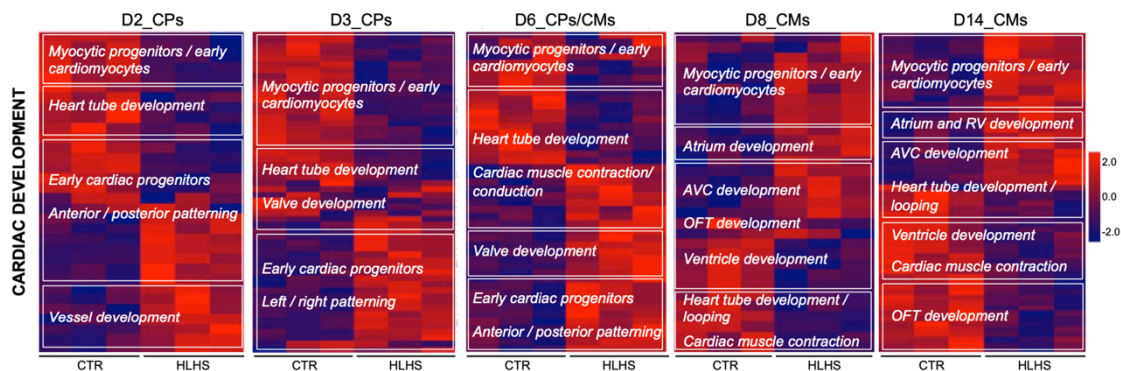 D2_CPs
D3_CPs
D6_CPs/CMs
D8_CMs
D14_CMs
CARDIAC DEVELOPMENT
Myocytic progenitors / early
cardiomyocytes
Heart tube development
Early cardiac progenitors
Anterior / posterior patterning
Vessel development
CTR
HLHS
Myocytic progenitors / early
cardiomyocytes
Heart tube development
Valve development
Early cardiac progenitors
Left / right patterning
CTR
HLHS
Myocytic progenitors / early
cardiomyocytes
Heart tube development
Cardiac muscle contraction/
conduction
Valve development
Early cardiac progenitors
Anterior / posterior patterning
CTR
HLHS
Myocytic progenitors / early
cardiomyocytes
Atrium development
AVC development
OFT development
Ventricle development
Heart tube development /
looping
Cardiac muscle contraction
CTR
HLHS
Myocytic progenitors / early
cardiomyocytes
Atrium and RV development
AVC development
Heart tube development /
looping
Ventricle development
Cardiac muscle contraction
OFT development
CTR
HLHS
2.0
0.0
-2.0